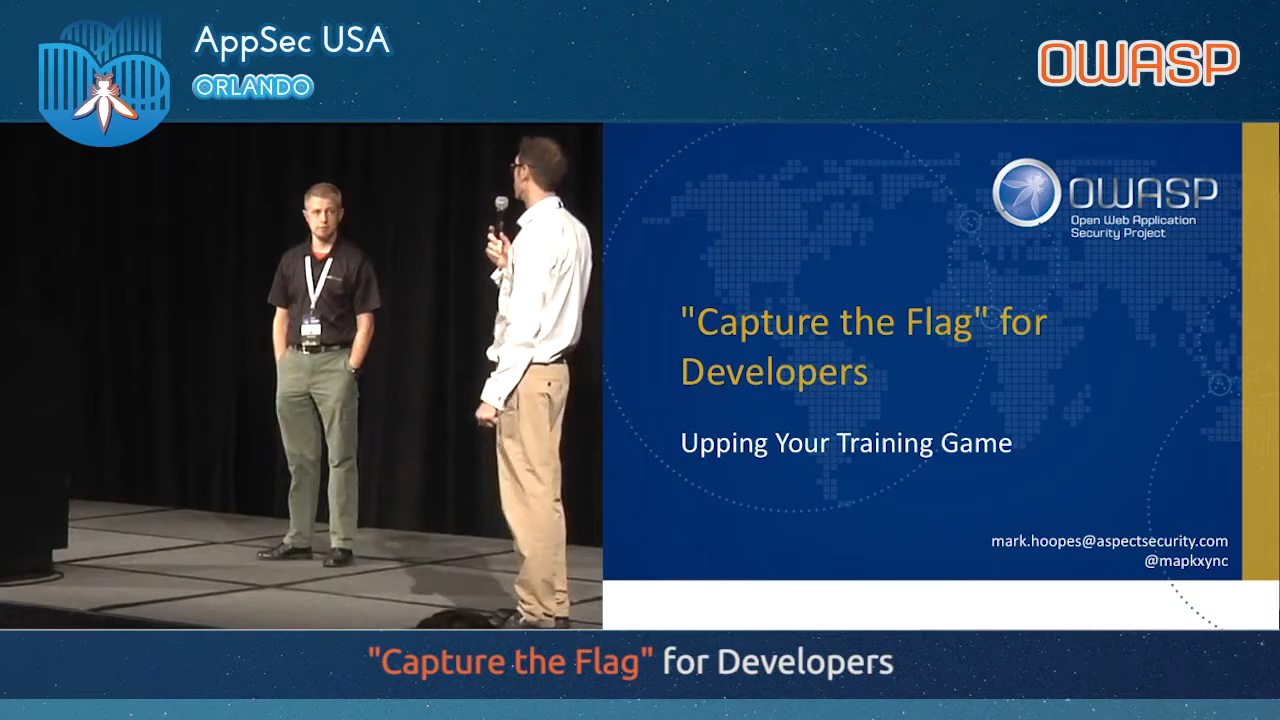 AppSec USA
ORLANDO
OWASP
OWASP
Open Web Application
Security Project
"Capture the Flag" for
Developers
Upping Your Training Game
mark.hoopes@aspectsecurity.com
@mapkxync
"Capture the Flag" for Developers